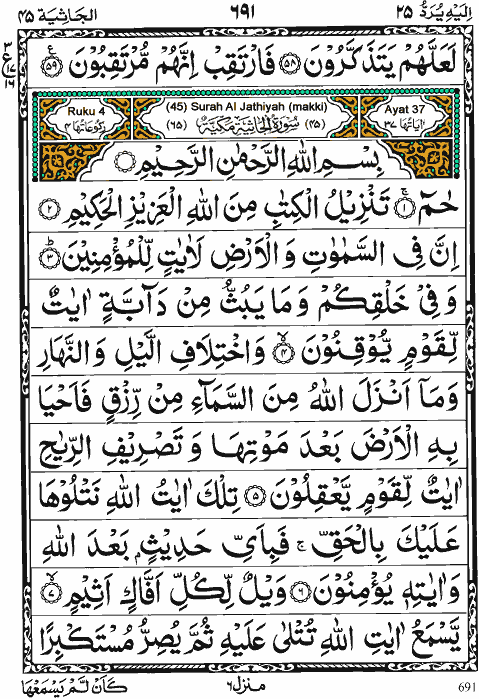 اِلَيْهِ يُرَدُّ ٢٥ ٦٩١ الجاثية ٤٥
لَعَلَّهُمْ يَتَذَكَّرُوْنَ ﴿٥٨﴾ فَارْتَقِبْ اِنَّهُمْ مُّرْتَقِبُوْنَ ﴿٥٩﴾
Ruku 4 (45) Surah Al Jathiyah (makki) Ayat 37
اٰيَاتُهَا ٣٧ (٤٥) سُوْرَةُ الْجَاثِيَةِ مَكِّيَّةٌ (٦٥) رُكُوْعَاتُهَا ٤
بِسْمِ اللّٰهِ الرَّحْمٰنِ الرَّحِيْمِ
حٰمٓ ﴿١﴾ تَنْزِيْلُ الْكِتٰبِ مِنَ اللّٰهِ الْعَزِيْزِ الْحَكِيْمِ ﴿٢﴾
اِنَّ فِى السَّمٰوٰتِ وَالْاَرْضِ لَاٰيٰتٍ لِّلْمُؤْمِنِيْنَ ﴿٣﴾
وَفِىْ خَلْقِكُمْ وَمَا يَبُثُّ مِنْ دَآبَّةٍ اٰيٰتٌ
لِّقَوْمٍ يُّوْقِنُوْنَ ﴿٤﴾ وَاخْتِلَافِ الَّيْلِ وَالنَّهَارِ
وَمَاۤ اَنْزَلَ اللّٰهُ مِنَ السَّمَآءِ مِنْ رِّزْقٍ فَاَحْيَا
بِهِ الْاَرْضَ بَعْدَ مَوْتِهَا وَتَصْرِيْفِ الرِّيٰحِ
اٰيٰتٌ لِّقَوْمٍ يَّعْقِلُوْنَ ﴿٥﴾ تِلْكَ اٰيٰتُ اللّٰهِ نَتْلُوْهَا
عَلَيْكَ بِالْحَقِّ ۚ فَبِاَىِّ حَدِيْثٍۭ بَعْدَ اللّٰهِ
وَاٰيٰتِهٖ يُؤْمِنُوْنَ ﴿٦﴾ وَيْلٌ لِّكُلِّ اَفَّاكٍ اَثِيْمٍ ﴿٧﴾
يَّسْمَعُ اٰيٰتِ اللّٰهِ تُتْلٰى عَلَيْهِ ثُمَّ يُصِرُّ مُسْتَكْبِرًا
691 منزل ٦ كَاَنْ لَّمْ يَسْمَعْهَا